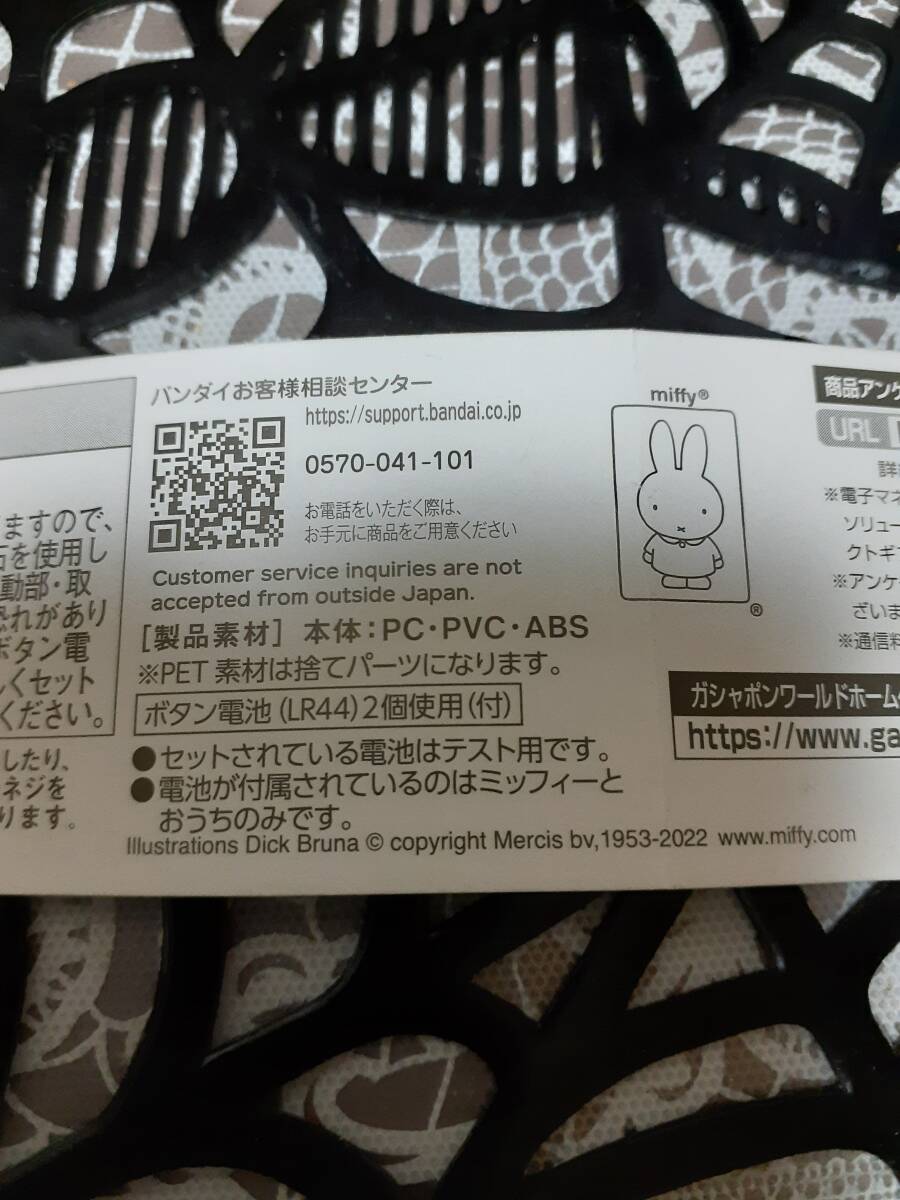 ますので、
石を使用し
動部・取
恐れがあり
ボタン電
しくセット
ください。
したり、
ネジを
ります。
バンダイお客様相談センター
https://support.bandai.co.jp
0570-041-101
お電話をいただく際は、
お手元に商品をご用意ください
Customer service inquiries are not
accepted from outside Japan.
[製品素材] 本体:PC・PVC・ABS
※PET 素材は捨てパーツになります。
ボタン電池(LR44)2個使用(付)
●セットされている電池はテスト用です。
●電池が付属されているのはミッフィーと
おうちのみです。
Illustrations Dick Bruna © copyright Mercis bv,1953-2022 www.miffy.com
miffy®
®
商品アンケ
URL
詳細
※電子マネ
ソリュー
クトギフ
※アンケ
ざいま
※通信料
ガシャポンワールドホーム
https://www.ga